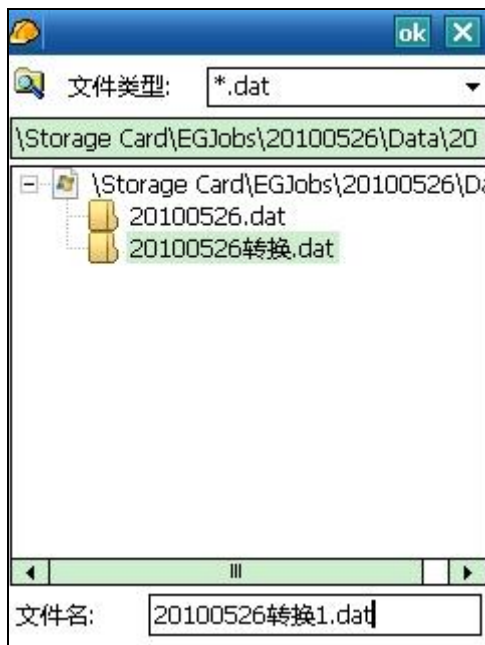 ok
文件类型: *.dat
\Storage Card\EGJobs\20100526\Data\20
\Storage Card\EGJobs\20100526\Da
20100526.dat
20100526转换.dat
文件名: 20100526转换1.dat